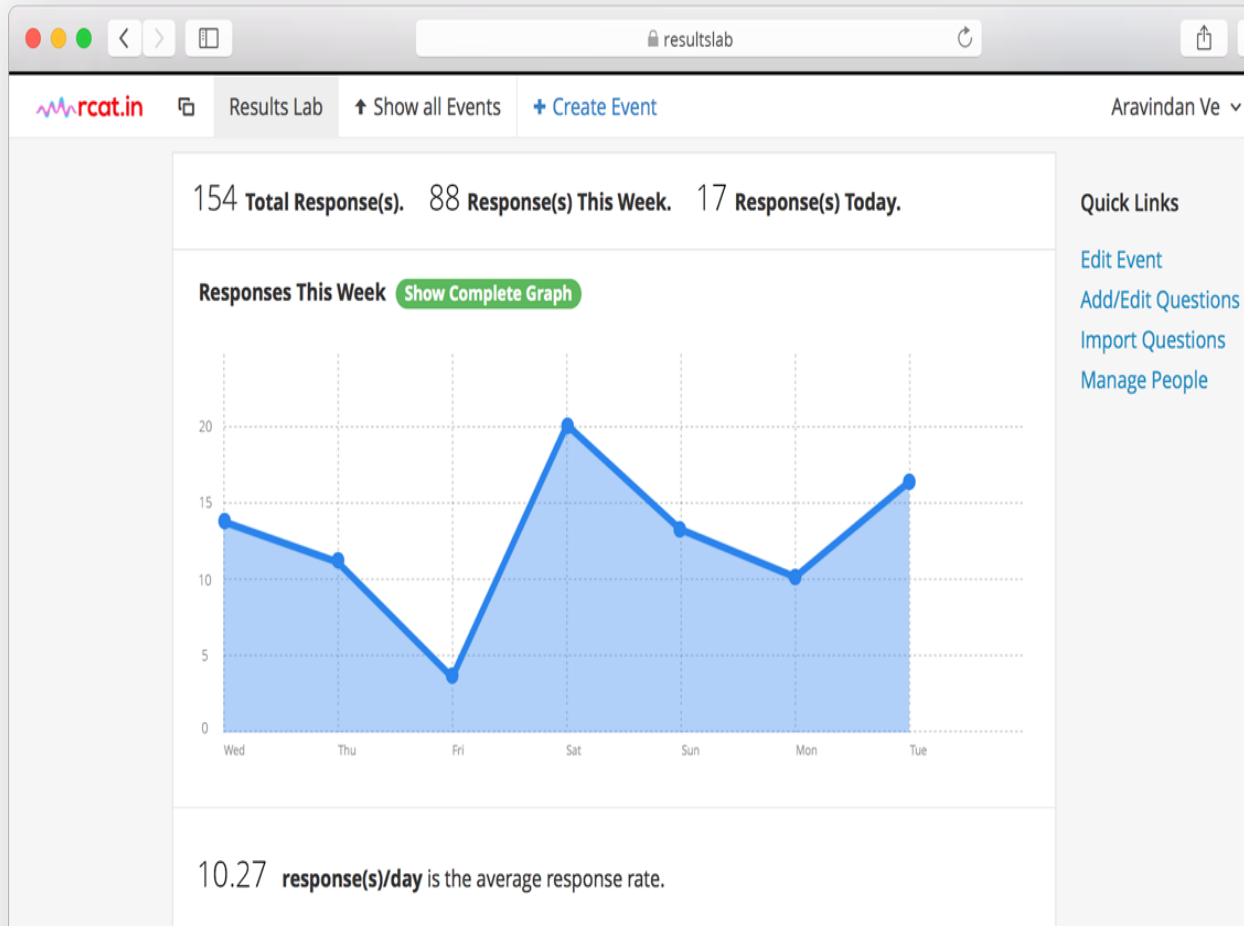 resultslab
rcat.in Results Lab Show all Events + Create Event Aravindan Ve
154 Total Response(s). 88 Response(s) This Week. 17 Response(s) Today.
Quick Links
Edit Event
Add/Edit Questions
Import Questions
Manage People
Responses This Week Show Complete Graph
20
15
10
5
0
Wed Thu Fri Sat Sun Mon Tue
10.27 response(s)/day is the average response rate.